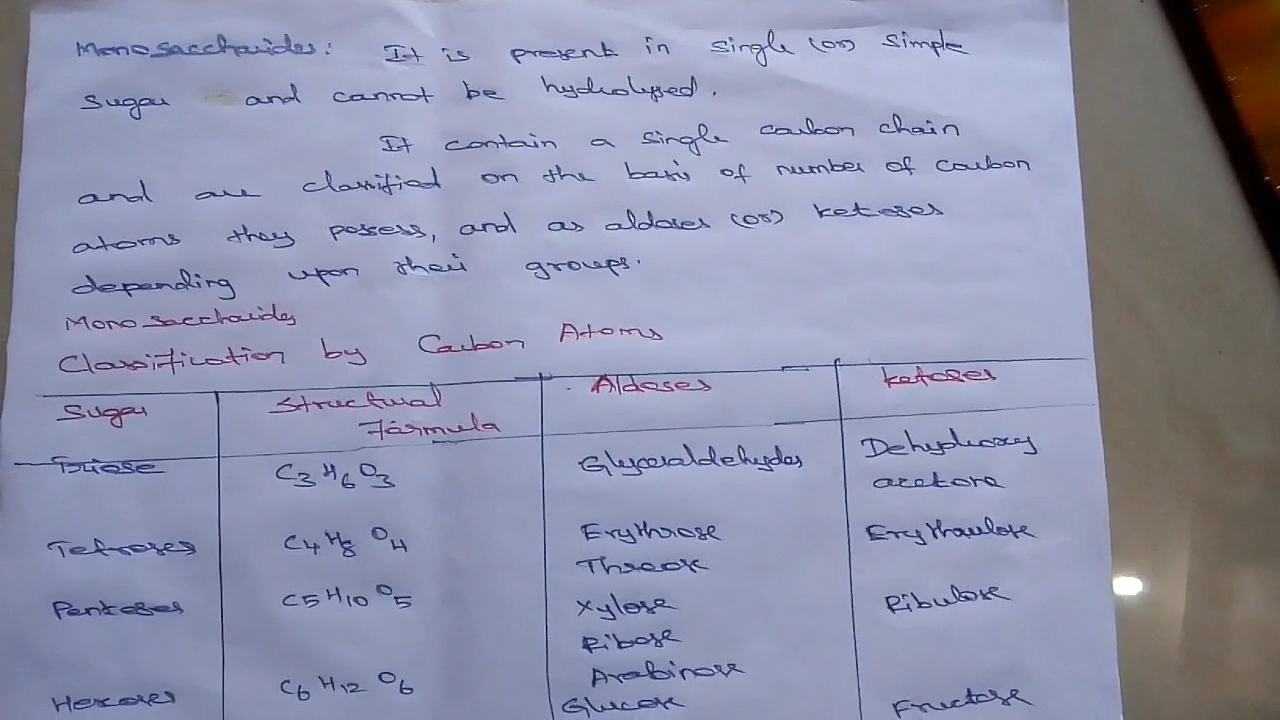 Monosaccharides: It is present in single (or) simple
sugar and cannot be hydrolysed.
It contain a single carbon chain
and are classified on the basis of number of carbon
atoms they possess, and as aldoses (or) ketoses
depending upon their groups.
Monosaccharides
Classification by Carbon Atoms
Sugar Structural Formula Aldoses Ketoses
Triose C3H6O3 Glyceraldehydes Dehydroxy acetone
Tetroses C4H8O4 Erythrose Erythrulose
Threose
Pentoses C5H10O5 Xylose Ribulose
Ribose
Arabinose
Hexoses C6H12O6 Glucose Fructose